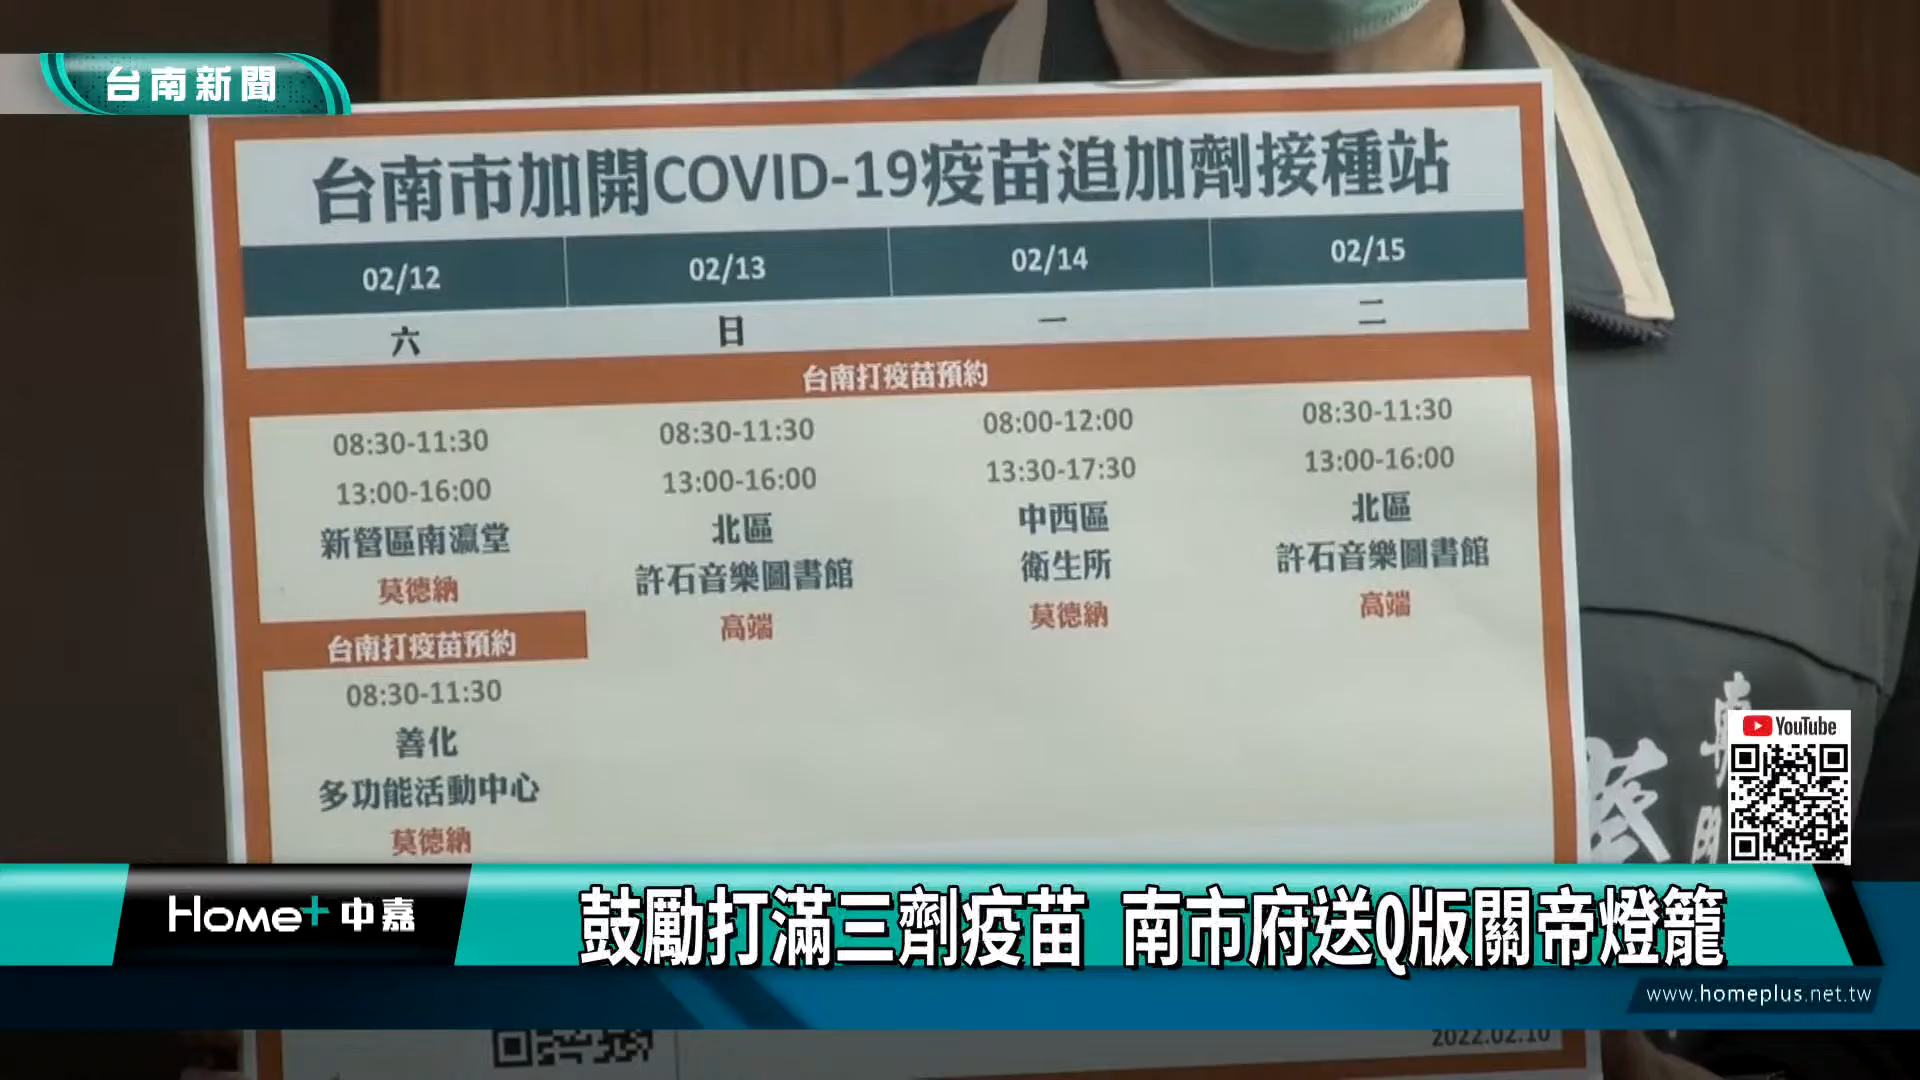 台南新聞
台南市加開COVID-19疫苗追加劑接種站
02/12
02/13
02/14
02/15
六
日
一
二
台南打疫苗預約
08:30-11:30
13:00-16:00
新營區南瀛堂
莫德納
08:30-11:30
13:00-16:00
北區
許石音樂圖書館
高端
08:00-12:00
13:30-17:30
中西區
衛生所
莫德納
08:30-11:30
13:00-16:00
北區
許石音樂圖書館
高端
台南打疫苗預約
08:30-11:30
善化
多功能活動中心
莫德納
YouTube
Home+中嘉
鼓勵打滿三劑疫苗 南市府送Q版關帝燈籠
www.homeplus.net.tw
2022.02.10